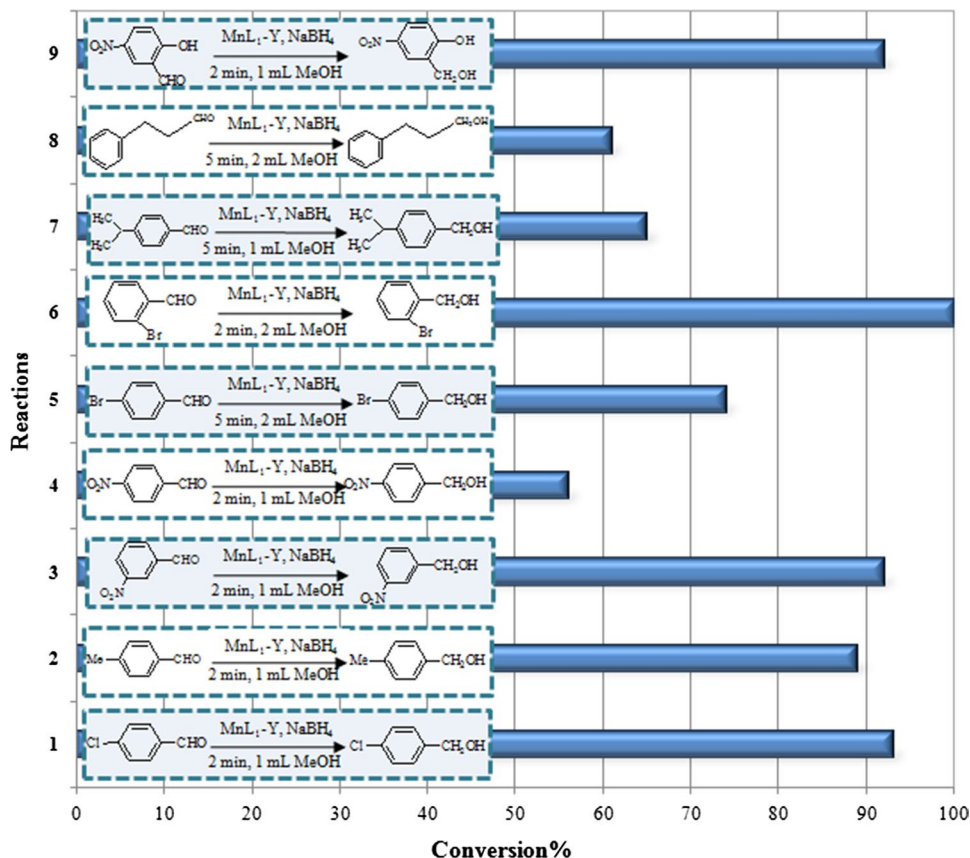 Reactions
9
O₂N
OH
CHO
MnL₁-Y, NaBH₄
2 min, 1 mL MeOH
O₂N
OH
CH₂OH
8
CHO
MnL₁-Y, NaBH₄
5 min, 2 mL MeOH
CH₂OH
7
H₃C
H₃C
CHO
MnL₁-Y, NaBH₄
5 min, 1 mL MeOH
H₃C
H₃C
CH₂OH
6
CHO
Br
MnL₁-Y, NaBH₄
2 min, 2 mL MeOH
CH₂OH
Br
5
Br
CHO
MnL₁-Y, NaBH₄
5 min, 2 mL MeOH
Br
CH₂OH
4
O₂N
CHO
MnL₁-Y, NaBH₄
2 min, 1 mL MeOH
O₂N
CH₂OH
3
CHO
O₂N
MnL₁-Y, NaBH₄
2 min, 1 mL MeOH
CH₂OH
O₂N
2
Me
CHO
MnL₁-Y, NaBH₄
2 min, 1 mL MeOH
Me
CH₂OH
1
Cl
CHO
MnL₁-Y, NaBH₄
2 min, 1 mL MeOH
Cl
CH₂OH
0 10 20 30 40 50 60 70 80 90 100
Conversion%